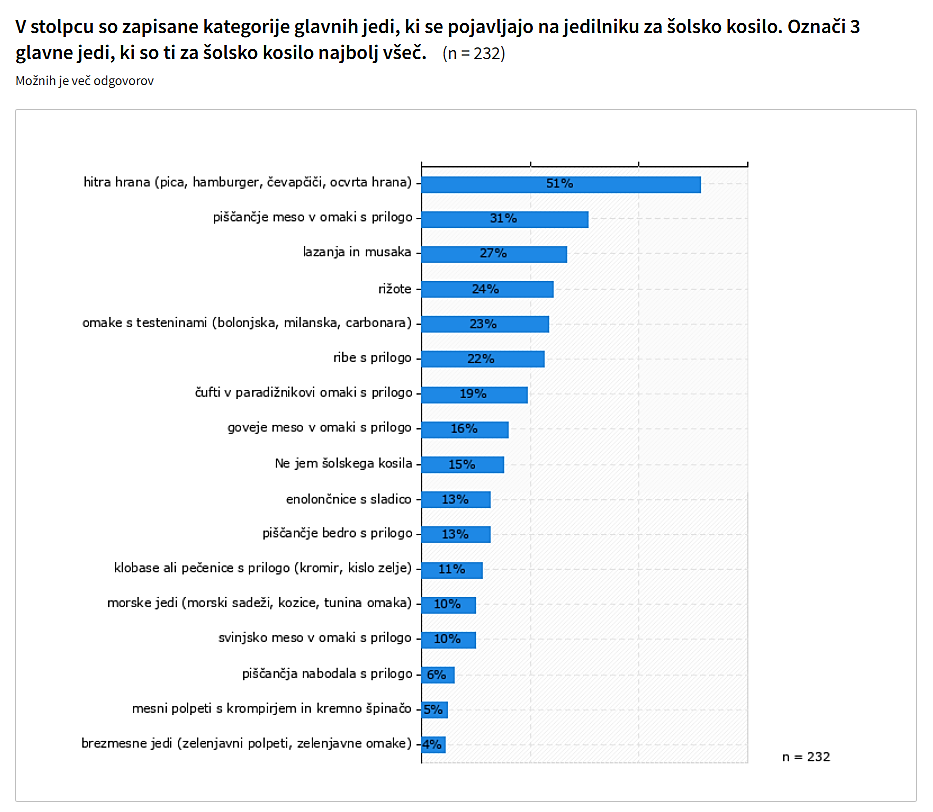 V stolpcu so zapisane kategorije glavnih jedi, ki se pojavljajo na jedilniku za šolsko kosilo. Označi 3
glavne jedi, ki so ti za šolsko kosilo najbolj všeč. (n = 232)
Možnih je več odgovorov
hitra hrana (pica, hamburger, čevapčiči, ocvrta hrana) 51%
piščančje meso v omaki s prilogo 31%
lazanja in musaka 27%
rižote 24%
omake s testeninami (bolonjska, milanska, carbonara) 23%
ribe s prilogo 22%
čufti v paradižnikovi omaki s prilogo 19%
goveje meso v omaki s prilogo 16%
Ne jem šolskega kosila 15%
enolončnice s sladico 13%
piščančje bedro s prilogo 13%
klobase ali pečenice s prilogo (kromir, kislo zelje) 11%
morske jedi (morski sadeži, kozice, tunina omaka) 10%
svinjsko meso v omaki s prilogo 10%
piščančja nabodala s prilogo 6%
mesni polpeti s krompirjem in kremno špinačo 5%
brezmesne jedi (zelenjavni polpeti, zelenjavne omake) 4%
n = 232